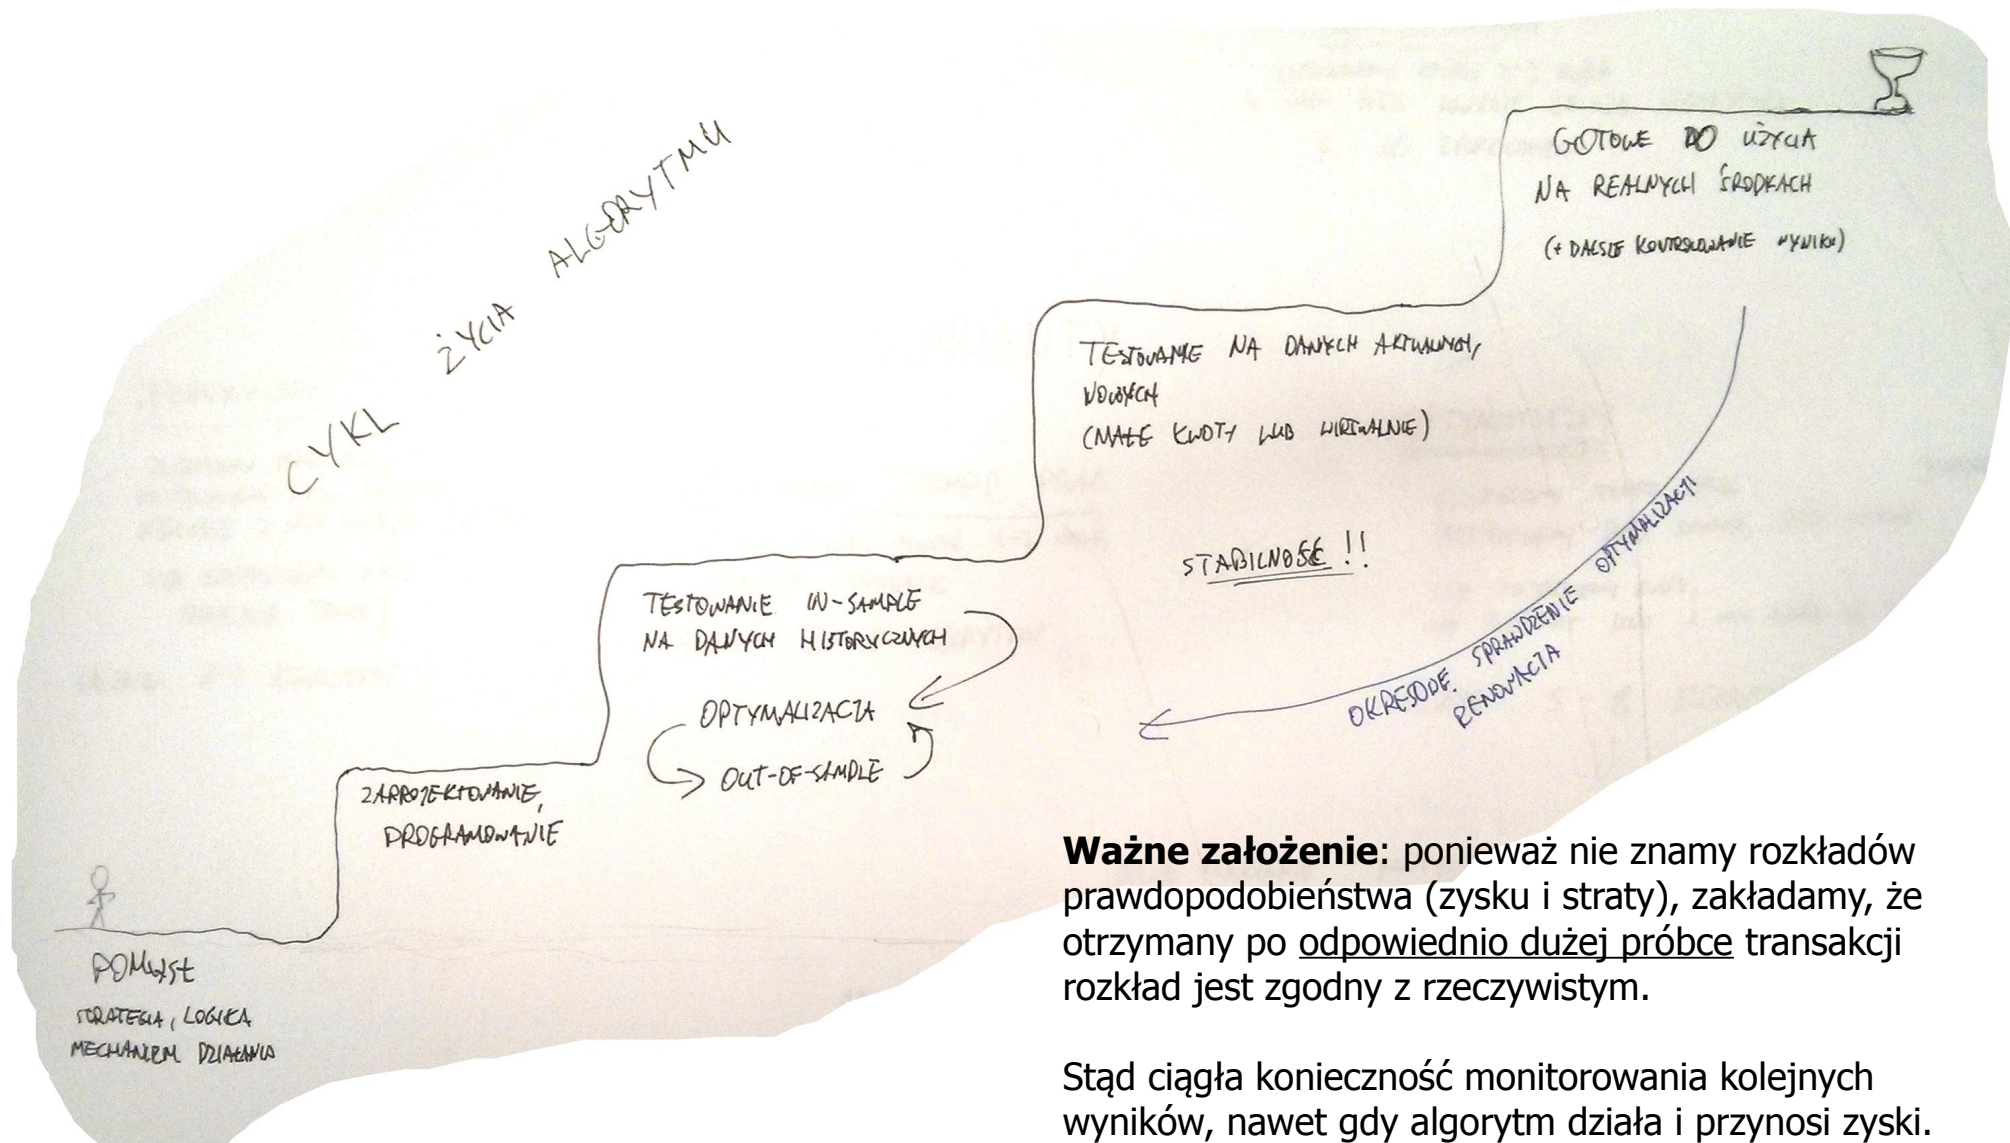 CYKL ŻYCIA ALGORYTMU
GOTOWE DO UŻYCIA
NA REALNYCH ŚRODKACH
(+ DALSZE KONTROLOWANIE WYNIKU)
TESTOWANIE NA DANYCH AKTUALNYCH,
NOWYCH
(MAŁE KWOTY LUB WIRTUALNIE)
STABILNOŚĆ !!
OKRESOWE SPRAWDZENIE OPTYMALIZACJI
RENOWACJA
TESTOWANIE IN-SAMPLE
NA DANYCH HISTORYCZNYCH
OPTYMALIZACJA
OUT-OF-SAMPLE
ZAPROJEKTOWANIE,
PROGRAMOWANIE
POMYSŁ
STRATEGIA, LOGIKA
MECHANIZM DZIAŁANIA
Ważne założenie: ponieważ nie znamy rozkładów
prawdopodobieństwa (zysku i straty), zakładamy, że
otrzymany po odpowiednio dużej próbce transakcji
rozkład jest zgodny z rzeczywistym.
Stąd ciągła konieczność monitorowania kolejnych
wyników, nawet gdy algorytm działa i przynosi zyski.